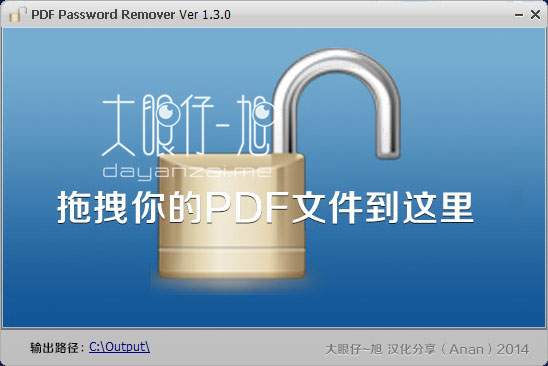 PDF Password Remover Ver 1.3.0
大眼仔~旭
dayanzai.me
拖拽你的PDF文件到这里
输出路径: C:\Output\
大眼仔~旭 汉化分享（Anan）2014